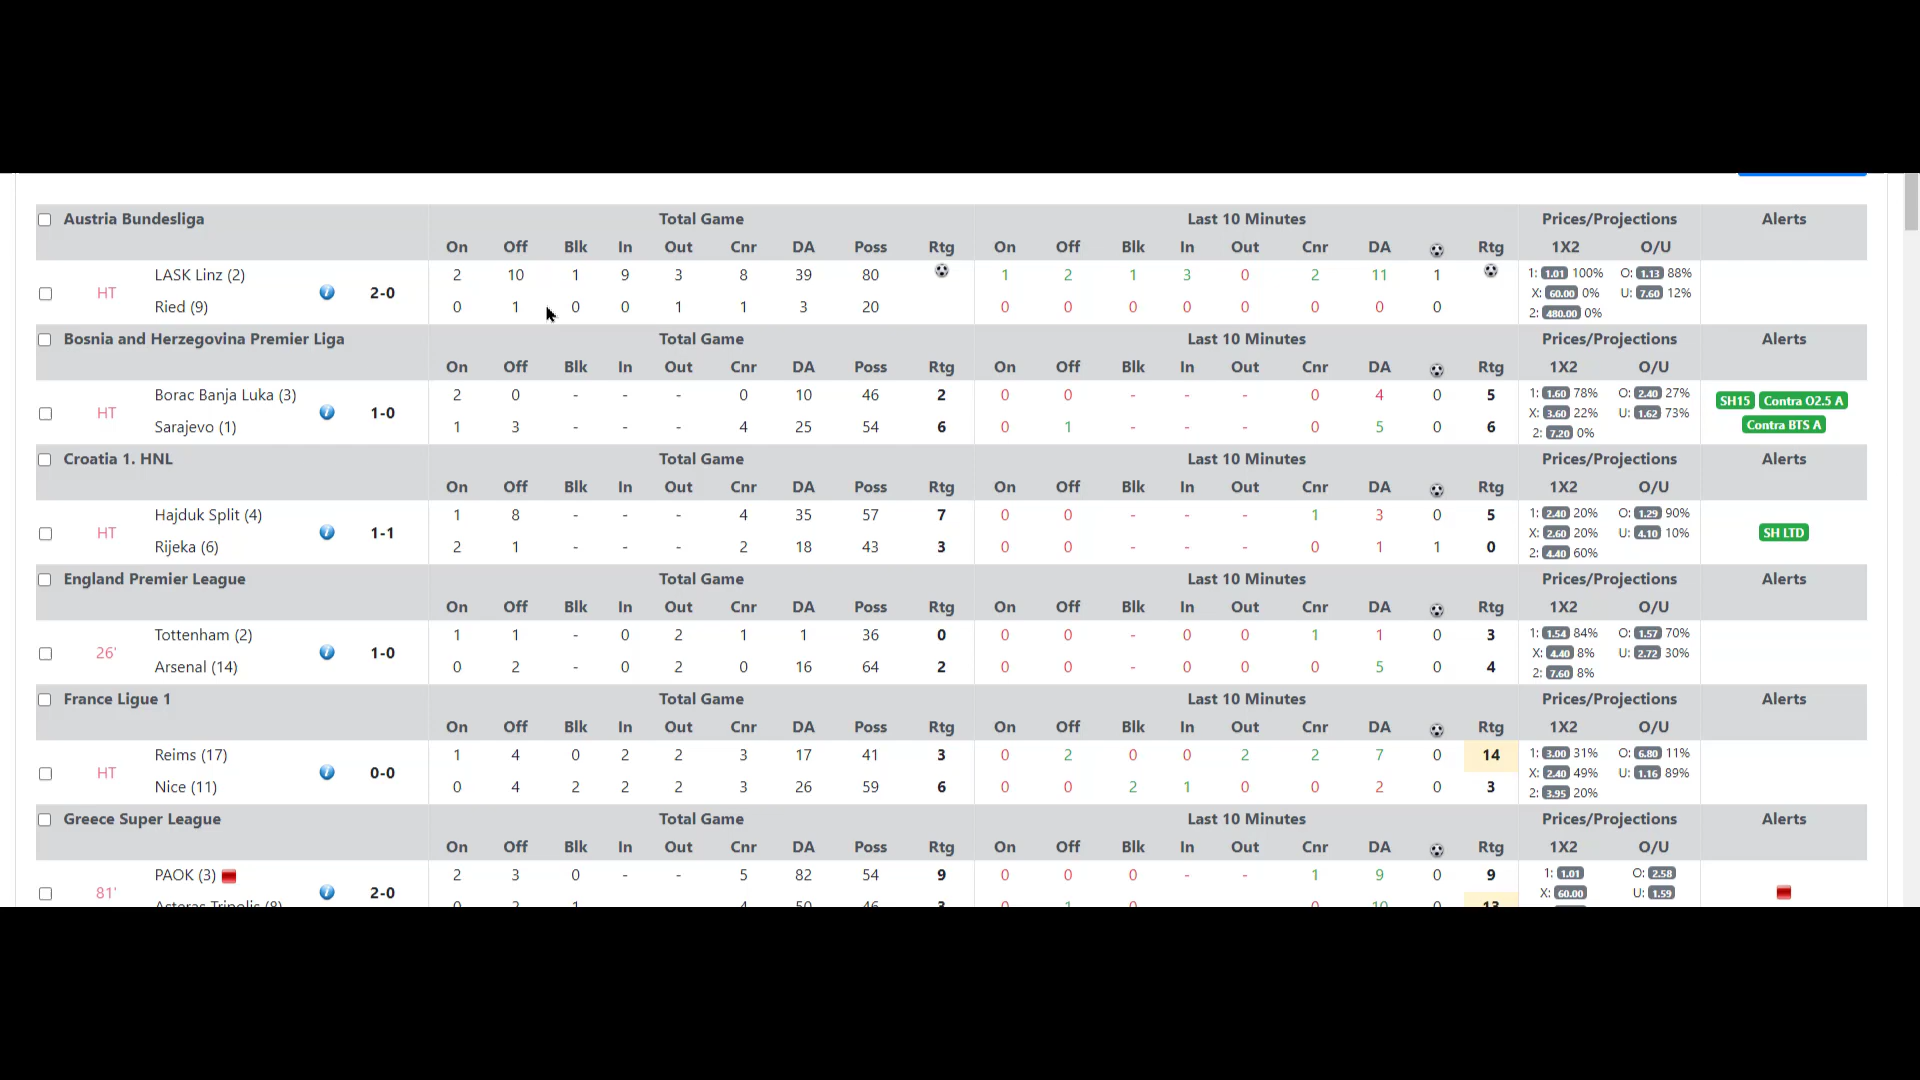 Austria Bundesliga Total Game Last 10 Minutes Prices/Projections Alerts
On Off Blk In Out Cnr DA Poss Rtg On Off Blk In Out Cnr DA Rtg 1X2 O/U
LASK Linz (2) 2 10 1 9 3 8 39 80 1 2 1 3 0 2 11 1 1: 1.01 100% O: 1.13 88%
HT 2-0 X: 60.00 0% U: 7.60 12%
Ried (9) 0 1 0 0 1 1 3 20 0 0 0 0 0 0 0 0 2: 480.00 0%
Bosnia and Herzegovina Premier Liga Total Game Last 10 Minutes Prices/Projections Alerts
On Off Blk In Out Cnr DA Poss Rtg On Off Blk In Out Cnr DA Rtg 1X2 O/U
Borac Banja Luka (3) 2 0 - - - 0 10 46 2 0 0 - - - 0 4 0 5 1: 1.60 78% O: 2.40 27% SH15 Contra O2.5 A
HT 1-0 X: 3.60 22% U: 1.62 73%
Sarajevo (1) 1 3 - - - 4 25 54 6 0 1 - - - 0 5 0 6 2: 7.20 0% Contra BTS A
Croatia 1. HNL Total Game Last 10 Minutes Prices/Projections Alerts
On Off Blk In Out Cnr DA Poss Rtg On Off Blk In Out Cnr DA Rtg 1X2 O/U
Hajduk Split (4) 1 8 - - - 4 35 57 7 0 0 - - - 1 3 0 5 1: 2.40 20% O: 1.29 90%
HT 1-1 X: 2.60 20% U: 4.10 10% SH LTD
Rijeka (6) 2 1 - - - 2 18 43 3 0 0 - - - 0 1 1 0 2: 4.40 60%
England Premier League Total Game Last 10 Minutes Prices/Projections Alerts
On Off Blk In Out Cnr DA Poss Rtg On Off Blk In Out Cnr DA Rtg 1X2 O/U
Tottenham (2) 1 1 - 0 2 1 1 36 0 0 0 - 0 0 1 1 0 3 1: 1.54 84% O: 1.57 70%
26' 1-0 X: 4.40 8% U: 2.72 30%
Arsenal (14) 0 2 - 0 2 0 16 64 2 0 0 - 0 0 0 5 0 4 2: 7.60 8%
France Ligue 1 Total Game Last 10 Minutes Prices/Projections Alerts
On Off Blk In Out Cnr DA Poss Rtg On Off Blk In Out Cnr DA Rtg 1X2 O/U
Reims (17) 1 4 0 2 2 3 17 41 3 0 2 0 0 2 2 7 0 14 1: 3.00 31% O: 6.80 11%
HT 0-0 X: 2.40 49% U: 1.16 89%
Nice (11) 0 4 2 2 2 3 26 59 6 0 0 2 1 0 0 2 0 3 2: 3.95 20%
Greece Super League Total Game Last 10 Minutes Prices/Projections Alerts
On Off Blk In Out Cnr DA Poss Rtg On Off Blk In Out Cnr DA Rtg 1X2 O/U
PAOK (3) 2 3 0 - - 5 82 54 9 0 0 0 - - 1 9 0 9 1: 1.01 O: 2.58
81' 2-0 X: 60.00 U: 1.59
Asteras Tripolis